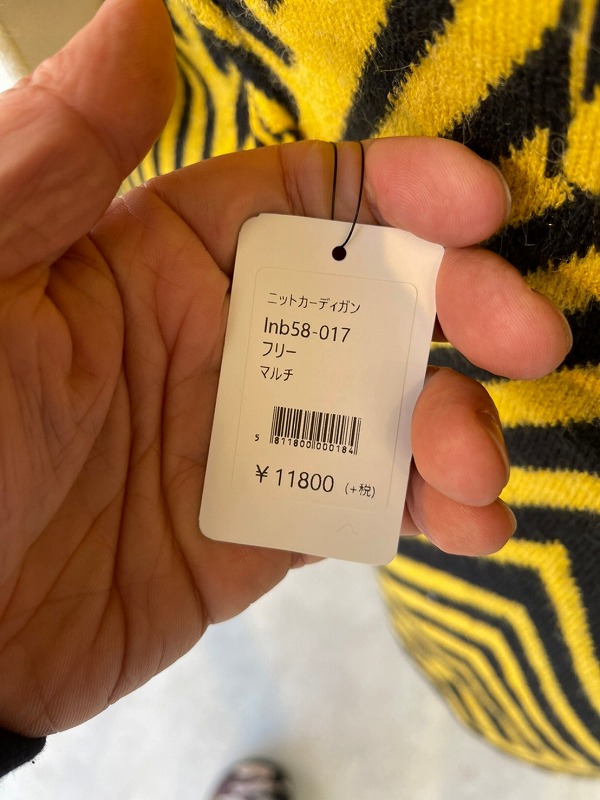 ニットカーディガン
lnb58-017
フリー
マルチ
5 811800 000184
¥11800 (+税)